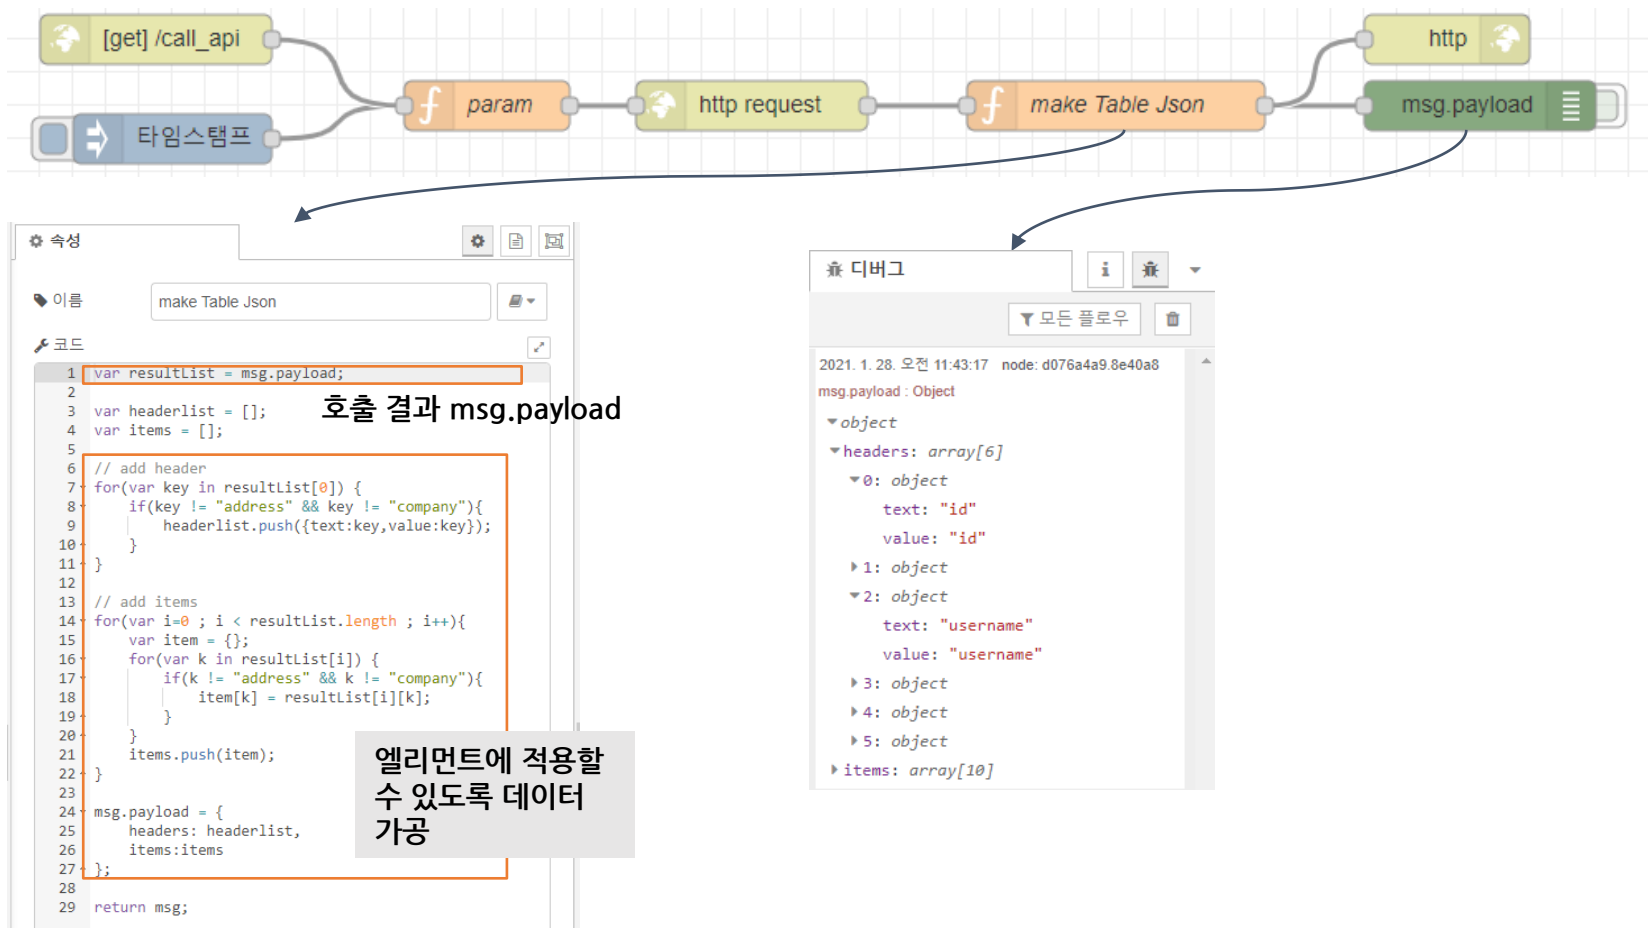 [get] /call_api
http
param
http request
make Table Json
msg.payload
타임스탬프
속성
이름
make Table Json
코드
1 var resultList = msg.payload;
2
호출 결과 msg.payload
3 var headerlist = [];
4 var items = [];
5
6 // add header
7 for(var key in resultList[0]) {
8 if(key != "address" && key != "company"){
9 headerlist.push({text:key,value:key});
10 }
11 }
12
13 // add items
14 for(var i=0 ; i < resultList.length ; i++){
15 var item = {};
16 for(var k in resultList[i]) {
17 if(k != "address" && k != "company"){
18 item[k] = resultList[i][k];
19 }
20 }
21 items.push(item);
22 }
23
24 msg.payload = {
25 headers: headerlist,
26 items:items
27 };
28
29 return msg;
엘리먼트에 적용할
수 있도록 데이터
가공
디버그
모든 플로우
2021. 1. 28. 오전 11:43:17 node: d076a4a9.8e40a8
msg.payload : Object
object
headers: array[6]
0: object
text: "id"
value: "id"
1: object
2: object
text: "username"
value: "username"
3: object
4: object
5: object
items: array[10]